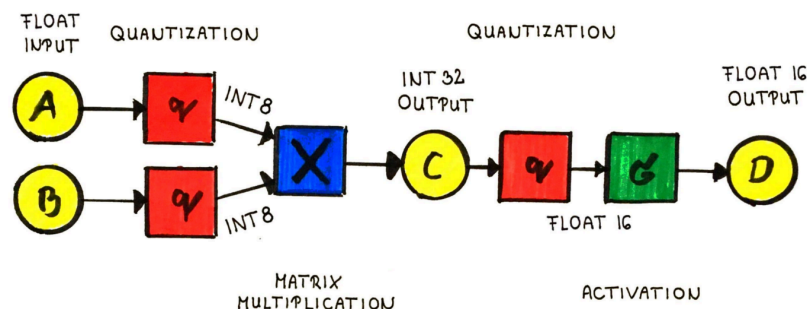 FLOAT
INPUT
QUANTIZATION
QUANTIZATION
INT 32
OUTPUT
FLOAT 16
OUTPUT
A
q
INT8
X
C
q
G
D
B
q
INT8
FLOAT 16
MATRIX
MULTIPLICATION
ACTIVATION